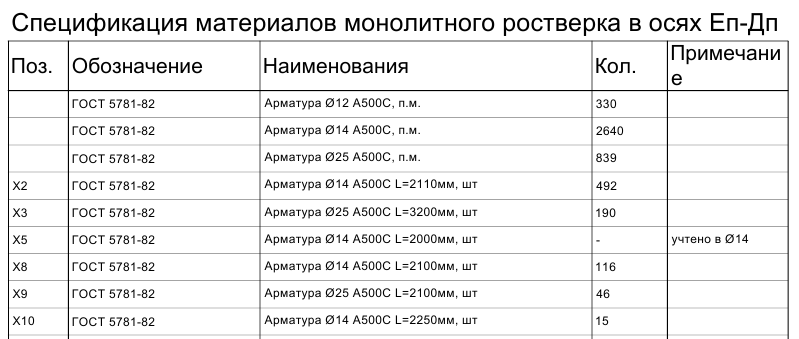 Спецификация материалов монолитного ростверка в осях Еп-Дп
Поз. Обозначение Наименования Кол. Примечани
е
ГОСТ 5781-82 Арматура Ø12 А500С, п.м. 330
ГОСТ 5781-82 Арматура Ø14 А500С, п.м. 2640
ГОСТ 5781-82 Арматура Ø25 А500С, п.м. 839
Х2 ГОСТ 5781-82 Арматура Ø14 А500С L=2110мм, шт 492
Х3 ГОСТ 5781-82 Арматура Ø25 А500С L=3200мм, шт 190
Х5 ГОСТ 5781-82 Арматура Ø14 А500С L=2000мм, шт - учтено в Ø14
Х8 ГОСТ 5781-82 Арматура Ø14 А500С L=2100мм, шт 116
Х9 ГОСТ 5781-82 Арматура Ø25 А500С L=2100мм, шт 46
Х10 ГОСТ 5781-82 Арматура Ø14 А500С L=2250мм, шт 15